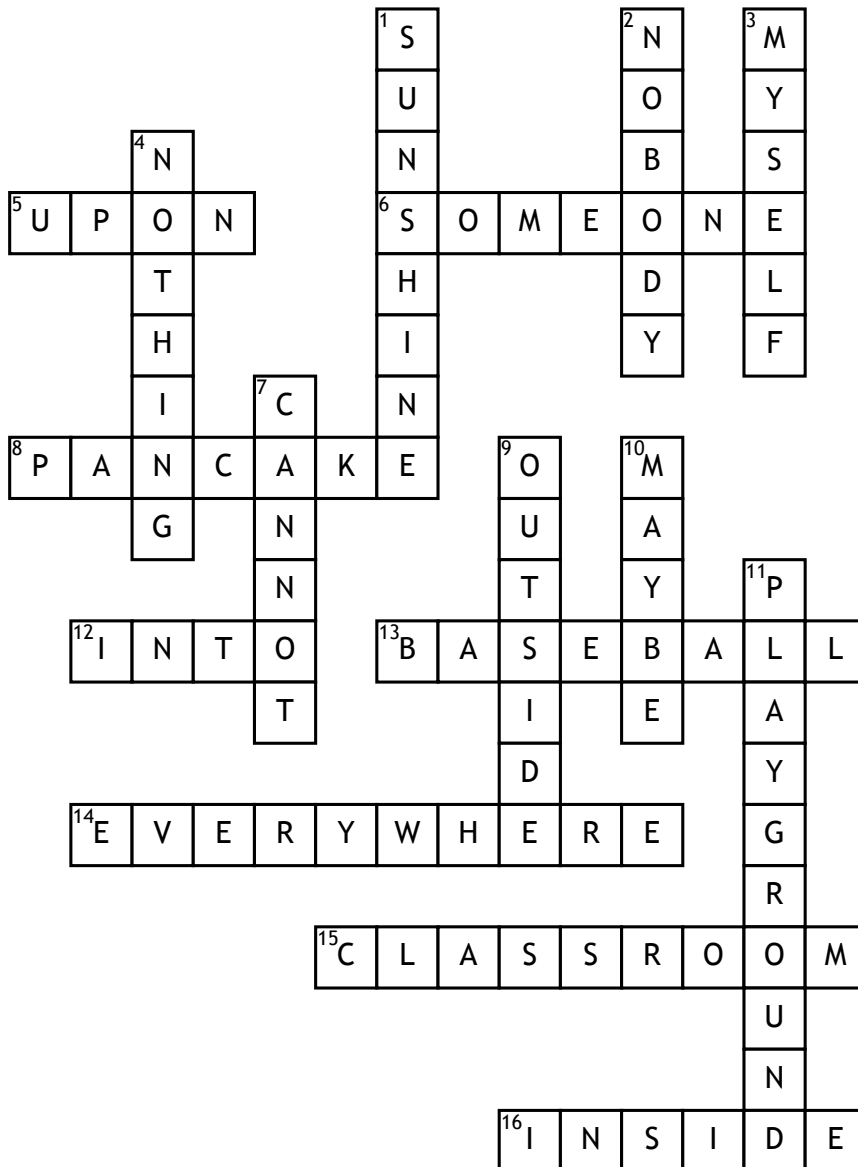 1 S 2 N 3 M
U O Y
4 N N B S
5 U P O N 6 S O M E O N E
T H D L
H I Y F
I 7 C N
8 P A N C A K E 9 O 10 M
G N U A
N T Y 11 P
12 I N T O 13 B A S E B A L L
T I E A
D Y
14 E V E R Y W H E R E G
R
15 C L A S S R O O M
U
N
16 I N S I D E